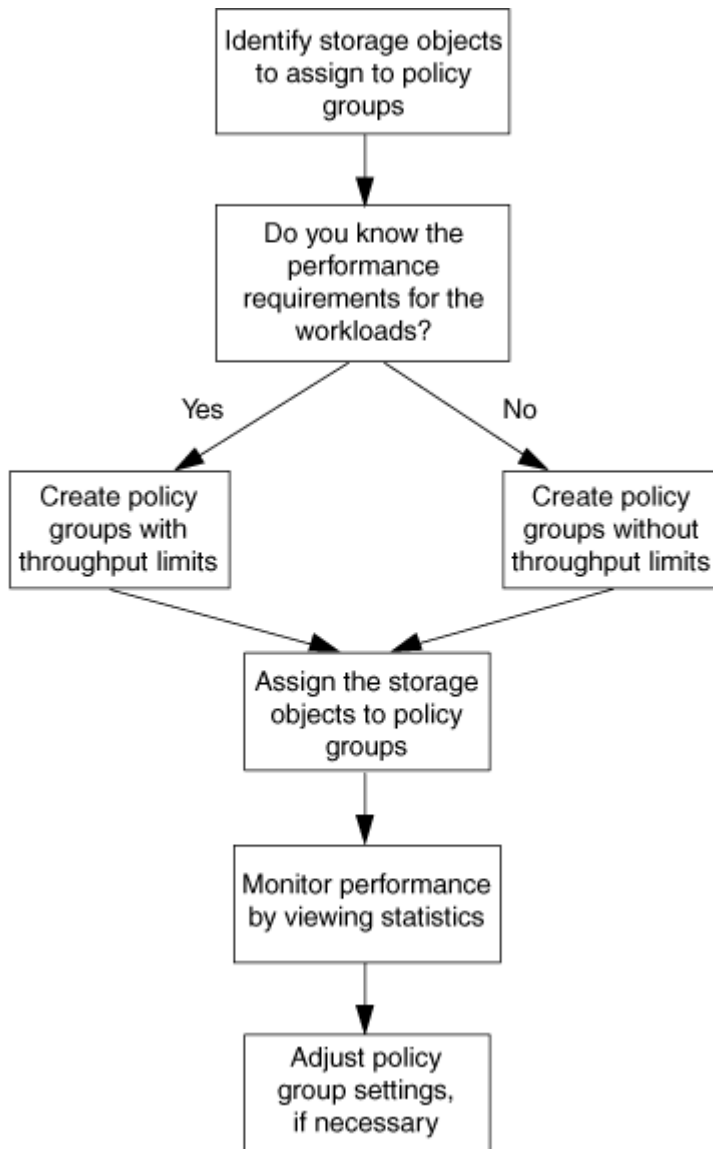 Identify storage objects
to assign to policy
groups
Do you know the
performance
requirements for the
workloads?
Yes
No
Create policy
groups with
throughput limits
Create policy
groups without
throughput limits
Assign the storage
objects to policy
groups
Monitor performance
by viewing statistics
Adjust policy
group settings,
if necessary